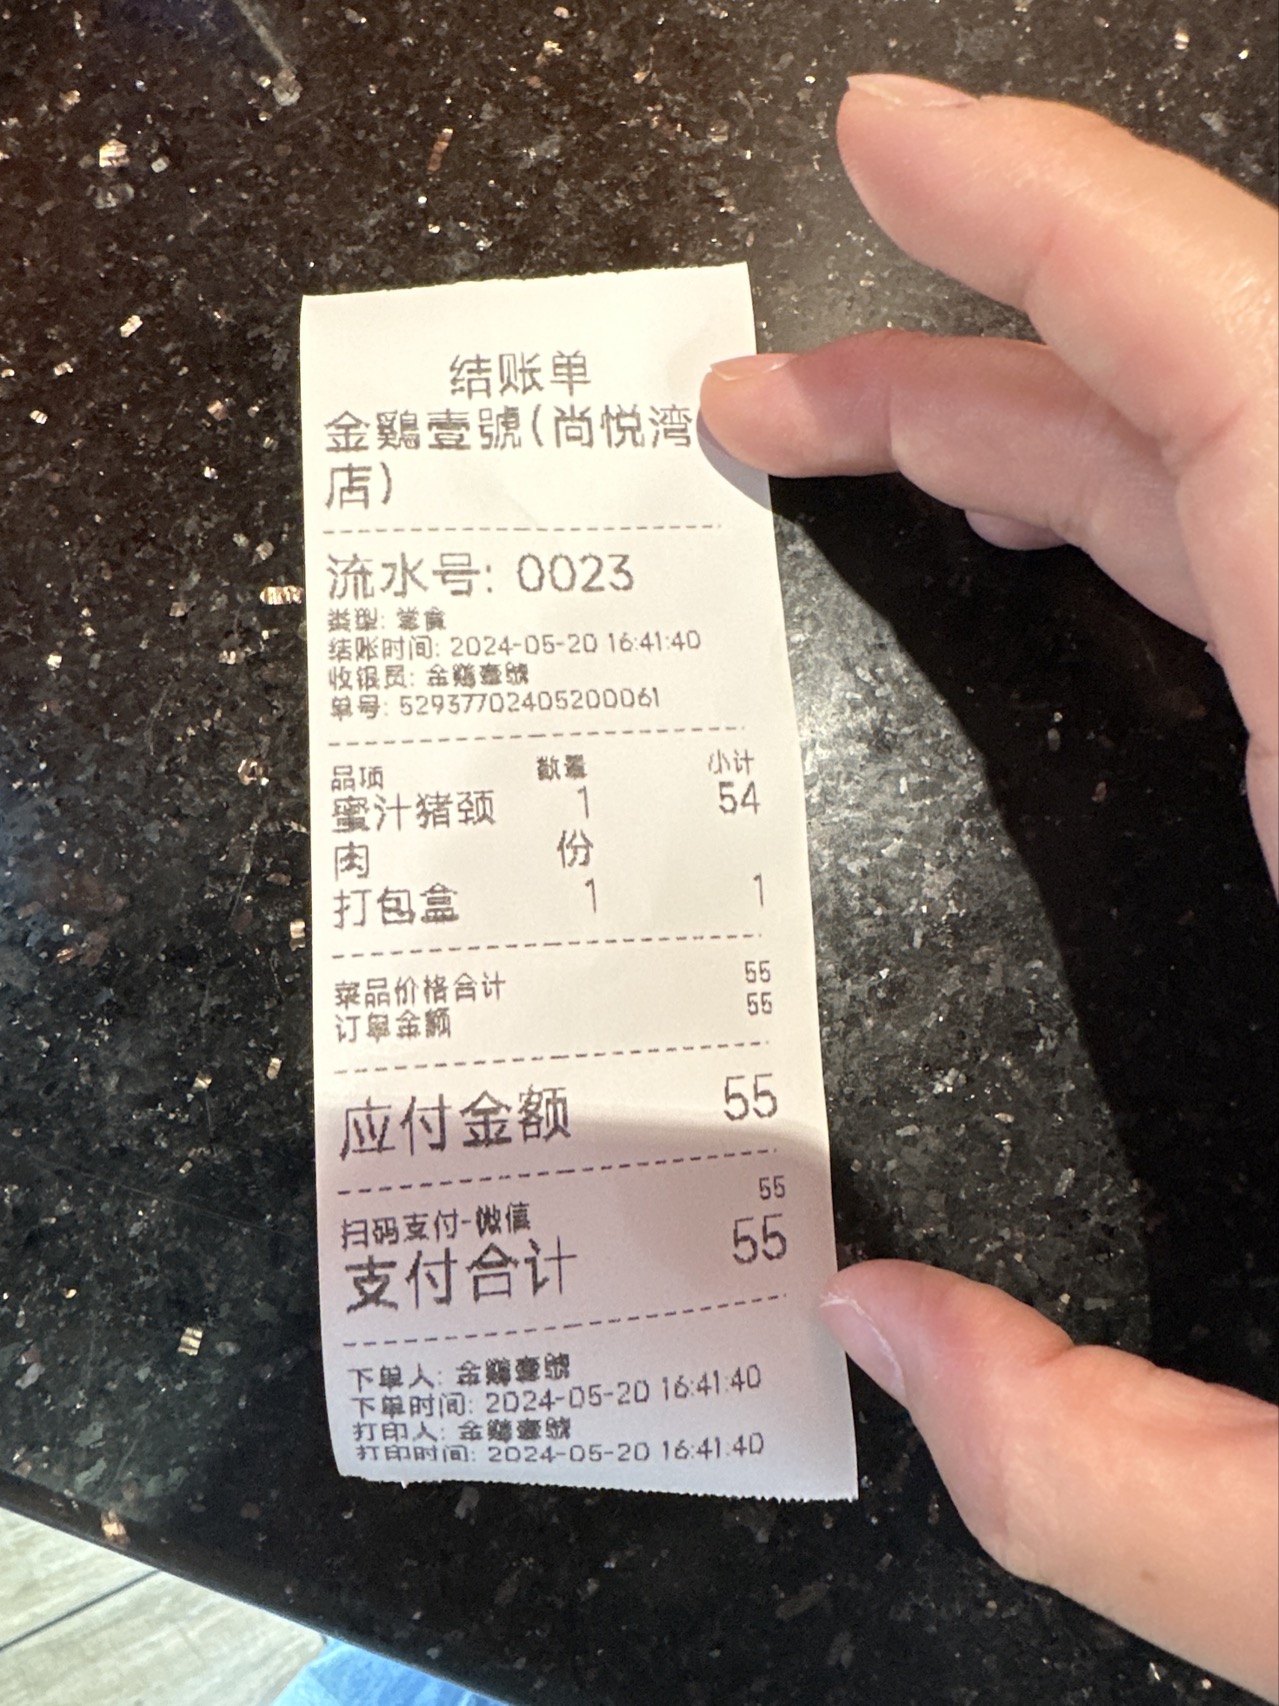 结账单
金鷄壹號(尚悦湾
店)
流水号: 0023
类型: 堂食
结账时间: 2024-05-20 16:41:40
收银员: 金鷄壹號
单号: 52937702405200061
品项 数量 小计
蜜汁猪颈 1 54
肉 份
打包盒 1 1
菜品价格合计 55
订单金额 55
应付金额 55
扫码支付-微信 55
支付合计 55
下单人: 金鷄壹號
下单时间: 2024-05-20 16:41:40
打印人: 金鷄壹號
打印时间: 2024-05-20 16:41:40